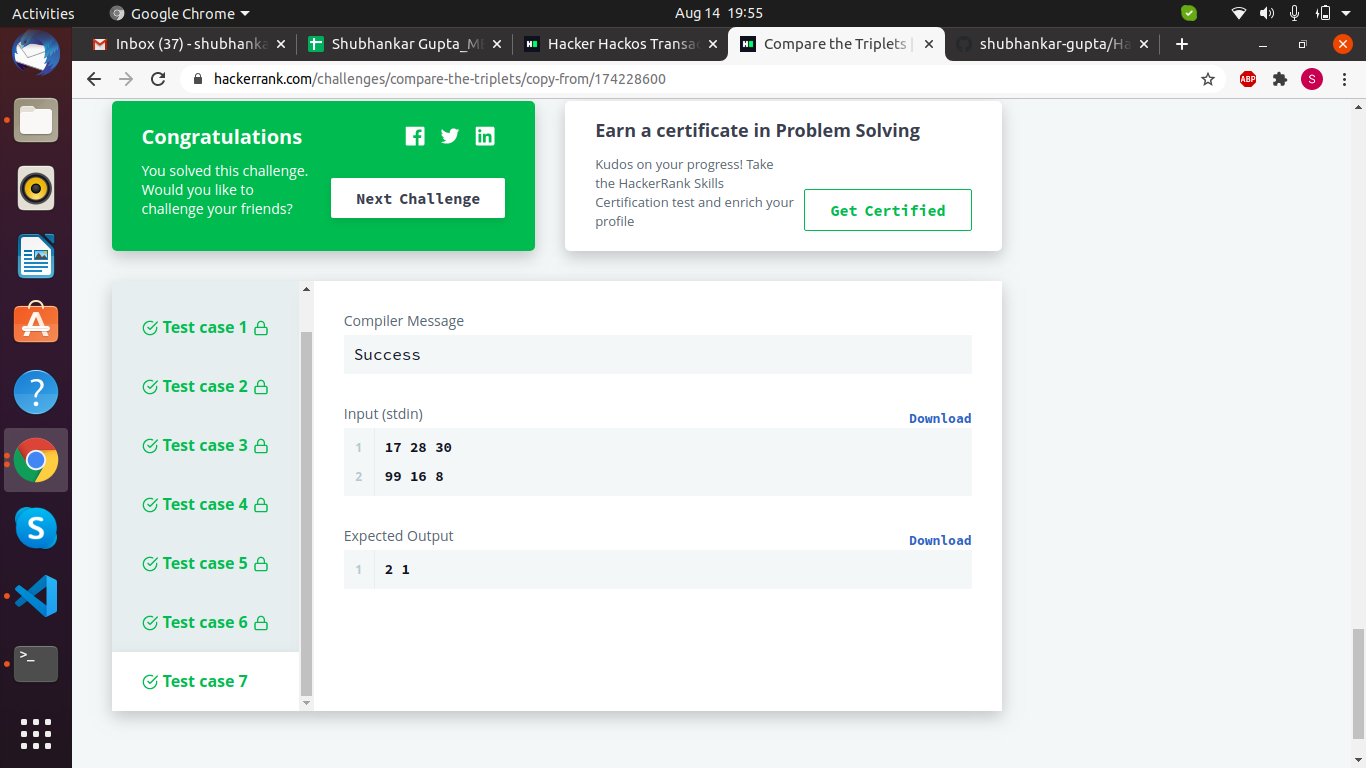 Activities
Google Chrome
Aug 14 19:55
Inbox (37) - shubhanka
Shubhankar Gupta_MI
Hacker Hackos Transac
Compare the Triplets |
shubhankar-gupta/Ha
hackerrank.com/challenges/compare-the-triplets/copy-from/174228600
ABP
S
Congratulations
You solved this challenge.
Would you like to
challenge your friends?
Next Challenge
Earn a certificate in Problem Solving
Kudos on your progress! Take
the HackerRank Skills
Certification test and enrich your
profile
Get Certified
Test case 1
Test case 2
Test case 3
Test case 4
Test case 5
Test case 6
Test case 7
Compiler Message
Success
Input (stdin)
Download
1 17 28 30
2 99 16 8
Expected Output
Download
1 2 1